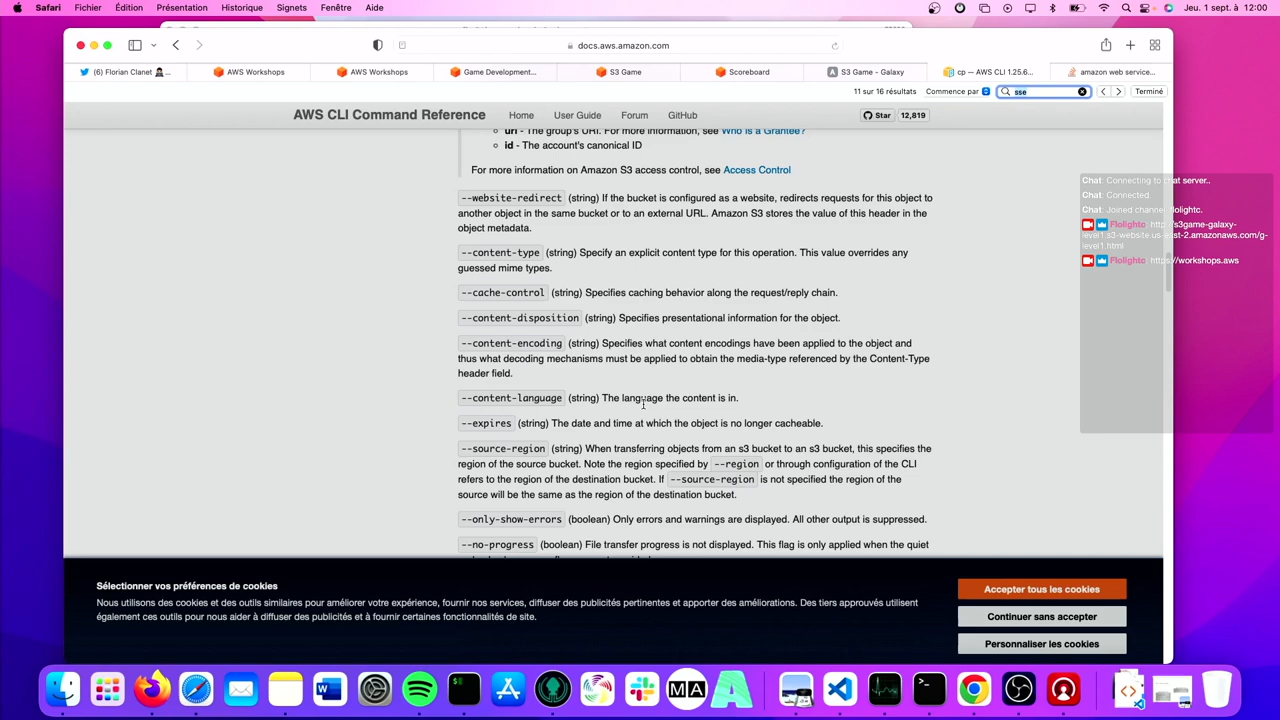 Safari Fichier Édition Présentation Historique Signets Fenêtre Aide Jeu. 1 sept. à 12:00
docs.aws.amazon.com
(6) Florian Clanet AWS Workshops AWS Workshops Game Development... S3 Game Scoreboard S3 Game - Galaxy cp — AWS CLI 1.25.6... amazon web service...
11 sur 16 résultats Commence par sse Terminé
AWS CLI Command Reference Home User Guide Forum GitHub Star 12,819
uri - The group's URI. For more information, see Who Is a Grantee?
id - The account's canonical ID
For more information on Amazon S3 access control, see Access Control
--website-redirect (string) If the bucket is configured as a website, redirects requests for this object to
another object in the same bucket or to an external URL. Amazon S3 stores the value of this header in the
object metadata.
--content-type (string) Specify an explicit content type for this operation. This value overrides any
guessed mime types.
--cache-control (string) Specifies caching behavior along the request/reply chain.
--content-disposition (string) Specifies presentational information for the object.
--content-encoding (string) Specifies what content encodings have been applied to the object and
thus what decoding mechanisms must be applied to obtain the media-type referenced by the Content-Type
header field.
--content-language (string) The language the content is in.
--expires (string) The date and time at which the object is no longer cacheable.
--source-region (string) When transferring objects from an s3 bucket to an s3 bucket, this specifies the
region of the source bucket. Note the region specified by --region or through configuration of the CLI
refers to the region of the destination bucket. If --source-region is not specified the region of the
source will be the same as the region of the destination bucket.
--only-show-errors (boolean) Only errors and warnings are displayed. All other output is suppressed.
--no-progress (boolean) File transfer progress is not displayed. This flag is only applied when the quiet
Chat: Connecting to chat server..
Chat: Connected.
Chat: Joined channel flolightc.
Flolightc http://s3game-galaxy-
level1.s3-website.us-east-2.amazonaws.com/g-
level1.html
Flolightc https://workshops.aws
Sélectionner vos préférences de cookies
Nous utilisons des cookies et des outils similaires pour améliorer votre expérience, fournir nos services, diffuser des publicités pertinentes et apporter des améliorations. Des tiers approuvés utilisent
également ces outils pour nous aider à diffuser des publicités et à fournir certaines fonctionnalités de site.
Accepter tous les cookies
Continuer sans accepter
Personnaliser les cookies
MA